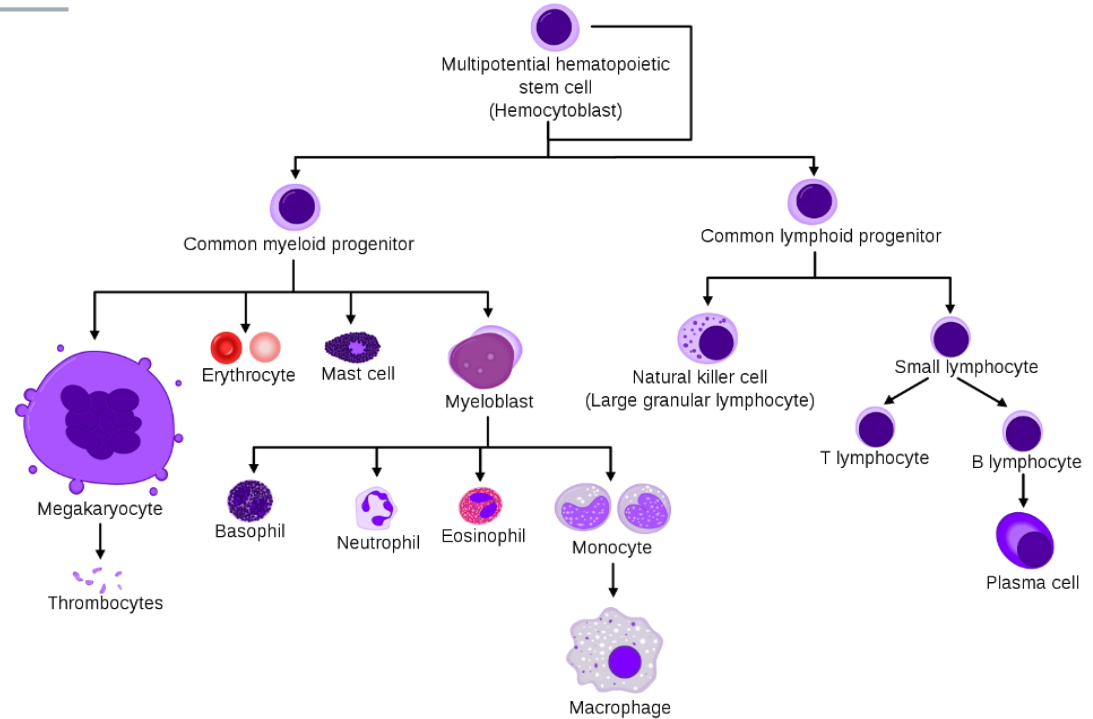 Multipotential hematopoietic
stem cell
(Hemocytoblast)
Common myeloid progenitor
Common lymphoid progenitor
Erythrocyte
Mast cell
Myeloblast
Natural killer cell
(Large granular lymphocyte)
Small lymphocyte
T lymphocyte
B lymphocyte
Megakaryocyte
Basophil
Neutrophil
Eosinophil
Monocyte
Plasma cell
Thrombocytes
Macrophage